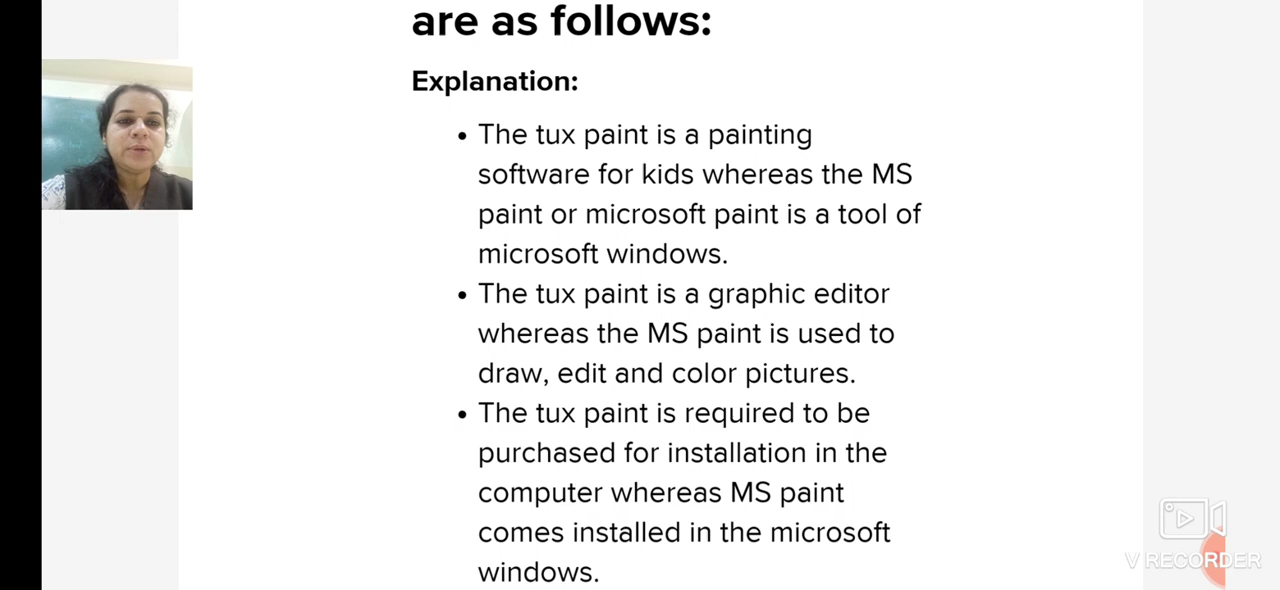 are as follows:
Explanation:
• The tux paint is a painting
software for kids whereas the MS
paint or microsoft paint is a tool of
microsoft windows.
• The tux paint is a graphic editor
whereas the MS paint is used to
draw, edit and color pictures.
• The tux paint is required to be
purchased for installation in the
computer whereas MS paint
comes installed in the microsoft
windows.
V RECORDER